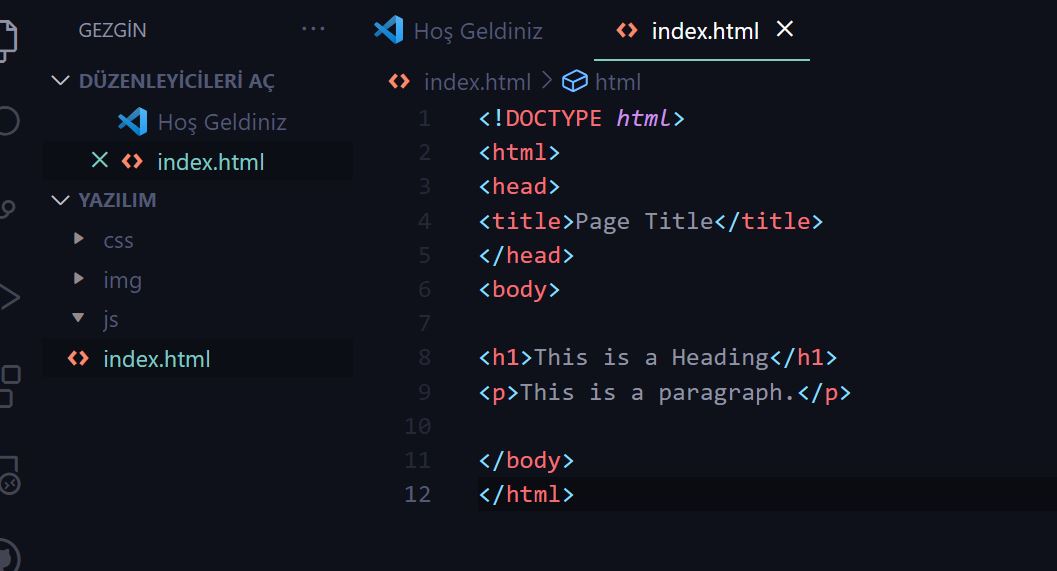 GEZGİN ···
DÜZENLEYİCİLERİ AÇ
Hoş Geldiniz
index.html
YAZILIM
css
img
js
index.html
Hoş Geldiniz
index.html
index.html > html
1 <!DOCTYPE html>
2 <html>
3 <head>
4 <title>Page Title</title>
5 </head>
6 <body>
7
8 <h1>This is a Heading</h1>
9 <p>This is a paragraph.</p>
10
11 </body>
12 </html>